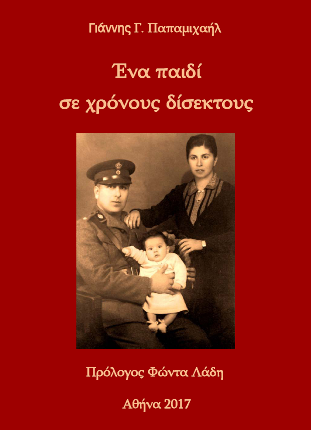 Γιάννης Γ. Παπαμιχαήλ
Ένα παιδί
σε χρόνους δίσεκτους
Πρόλογος Φώντα Λάδη
Αθήνα 2017